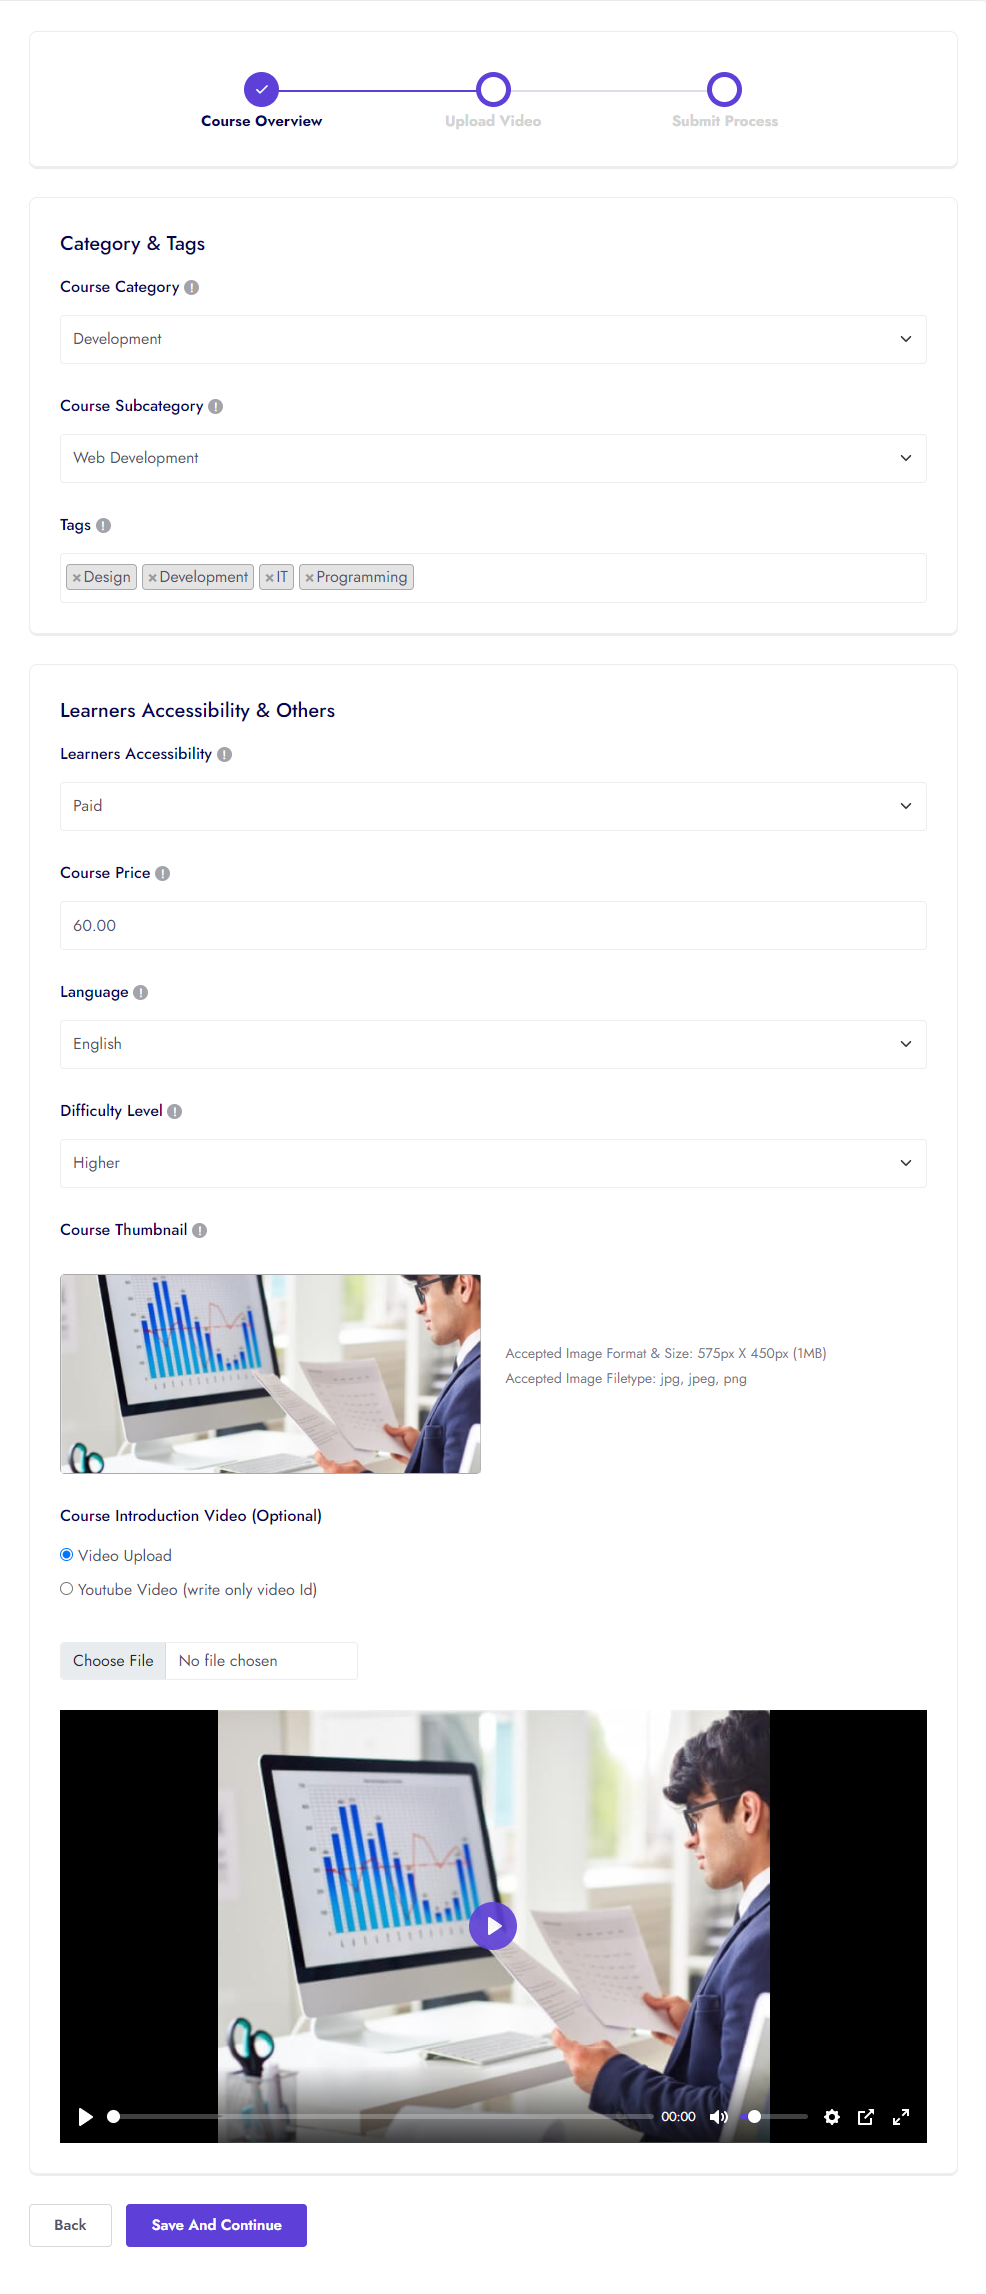 Course Overview
Upload Video
Submit Process
Category & Tags
Course Category
Development
Course Subcategory
Web Development
Tags
×Design ×Development ×IT ×Programming
Learners Accessibility & Others
Learners Accessibility
Paid
Course Price
60.00
Language
English
Difficulty Level
Higher
Course Thumbnail
Accepted Image Format & Size: 575px X 450px (1MB)
Accepted Image Filetype: jpg, jpeg, png
Course Introduction Video (Optional)
Video Upload
Youtube Video (write only video Id)
Choose File No file chosen
00:00
Back
Save And Continue